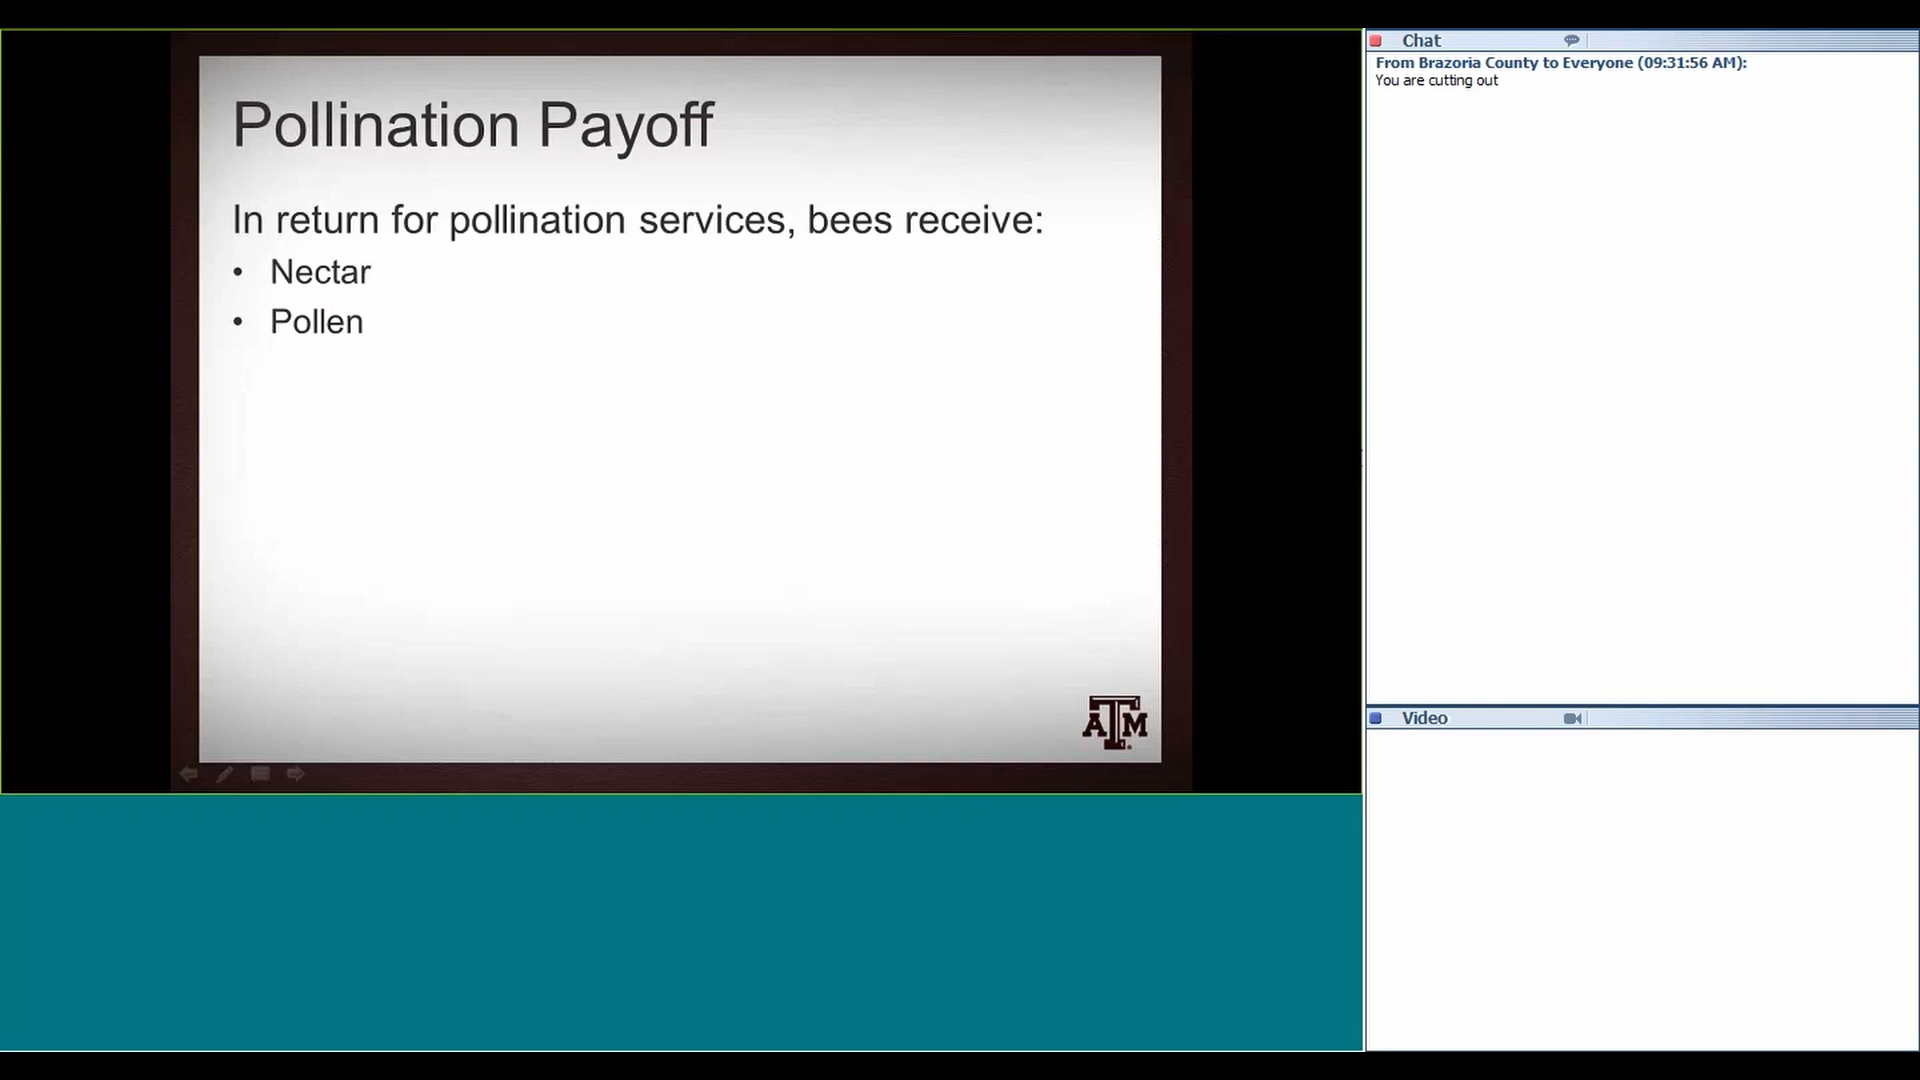 Pollination Payoff
In return for pollination services, bees receive:
• Nectar
• Pollen
ATM
Chat
From Brazoria County to Everyone (09:31:56 AM):
You are cutting out
Video